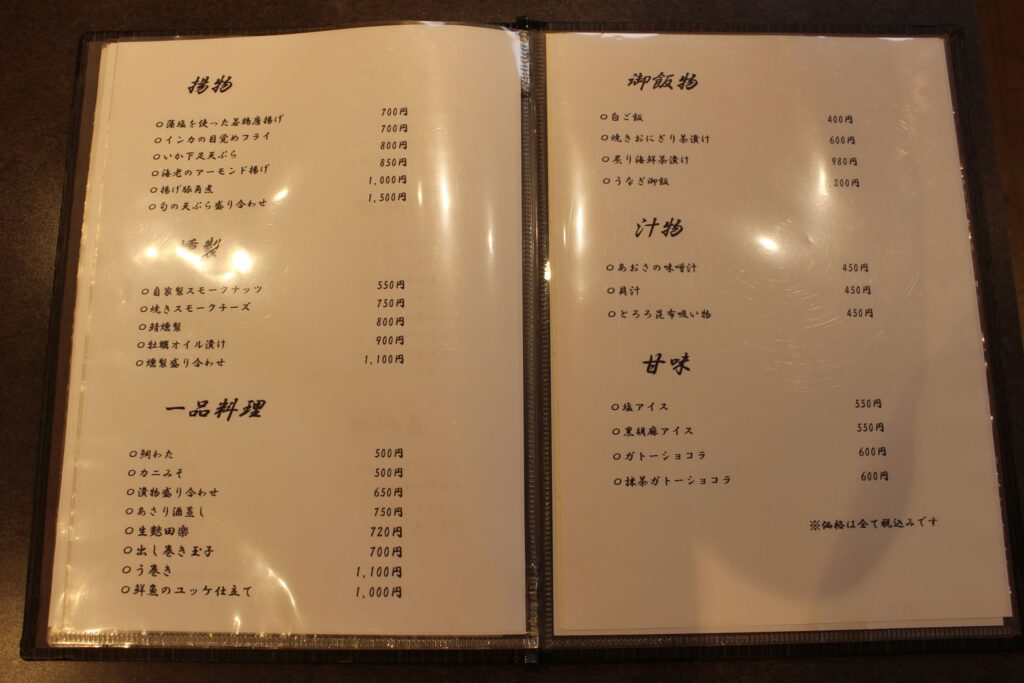 揚物
○藻塩を使った若鶏唐揚げ 700円
○インカの目覚めフライ 700円
○いか下足天ぷら 800円
○海老のアーモンド揚げ 850円
○揚げ豚角煮 1,000円
○旬の天ぷら盛り合わせ 1,500円
燻製
○自家製スモークナッツ 550円
○焼きスモークチーズ 750円
○鯖燻製 800円
○牡蠣オイル漬け 900円
○燻製盛り合わせ 1,100円
一品料理
○鯛わた 500円
○カニみそ 500円
○漬物盛り合わせ 650円
○あさり酒蒸し 750円
○生麩田楽 720円
○出し巻き玉子 700円
○う巻き 1,100円
○鮮魚のユッケ仕立て 1,000円
御飯物
○白ご飯 400円
○焼きおにぎり茶漬け 600円
○炙り海鮮茶漬け 980円
○うなぎ御飯 200円
汁物
○あおさの味噌汁 450円
○貝汁 450円
○とろろ昆布吸い物 450円
甘味
○塩アイス 550円
○黒胡麻アイス 550円
○ガトーショコラ 600円
○抹茶ガトーショコラ 600円
※価格は全て税込みです